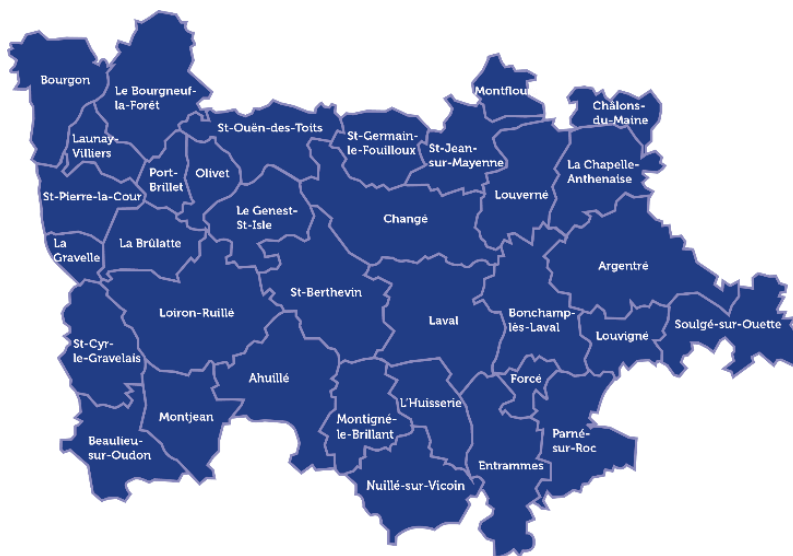 Bourgon
Le Bourgneuf-
la-Forêt
Launay-
Villiers
Port-
Brillet
Olivet
St-Ouën-des-Toits
St-Germain-
le-Fouilloux
St-Jean-
sur-Mayenne
Montflour
Châlons-
du-Maine
La Chapelle-
Anthenaise
Louverné
St-Pierre-la-Cour
La
Gravelle
La Brûlatte
Le Genest-
St-Isle
Changé
Argentré
St-Berthevin
Loiron-Ruillé
Laval
Bonchamp-
lès-Laval
Louvigné
Soulgé-sur-Ouette
St-Cyr-
le-Gravelais
Ahuillé
Montjean
Beaulieu-
sur-Oudon
Montigné-
le-Brillant
L'Huisserie
Forcé
Parné-
sur-Roc
Entrammes
Nuillé-sur-Vicoin